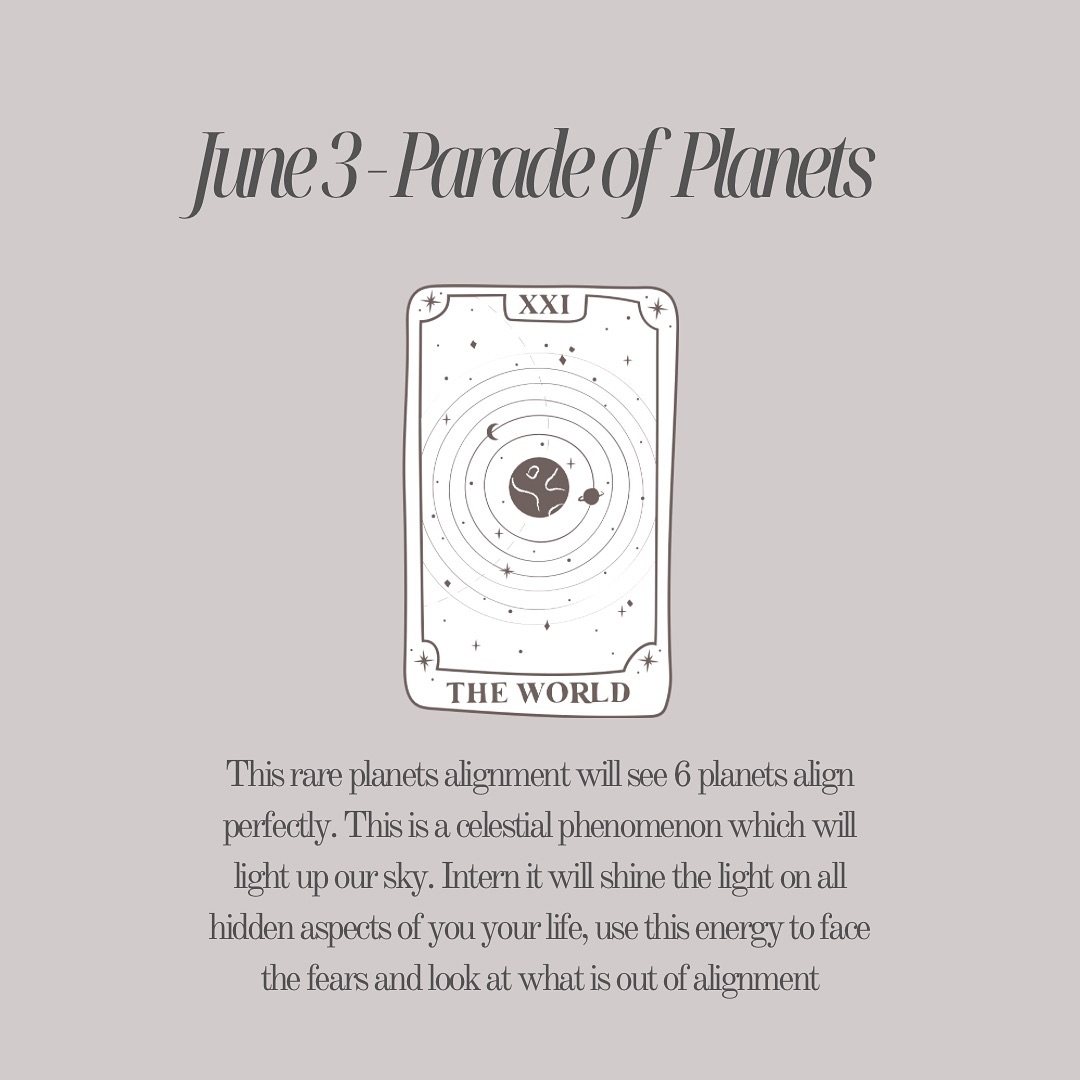 June 3 - Parade of Planets
XXI
THE WORLD
This rare planets alignment will see 6 planets align
perfectly. This is a celestial phenomenon which will
light up our sky. Intern it will shine the light on all
hidden aspects of you your life, use this energy to face
the fears and look at what is out of alignment